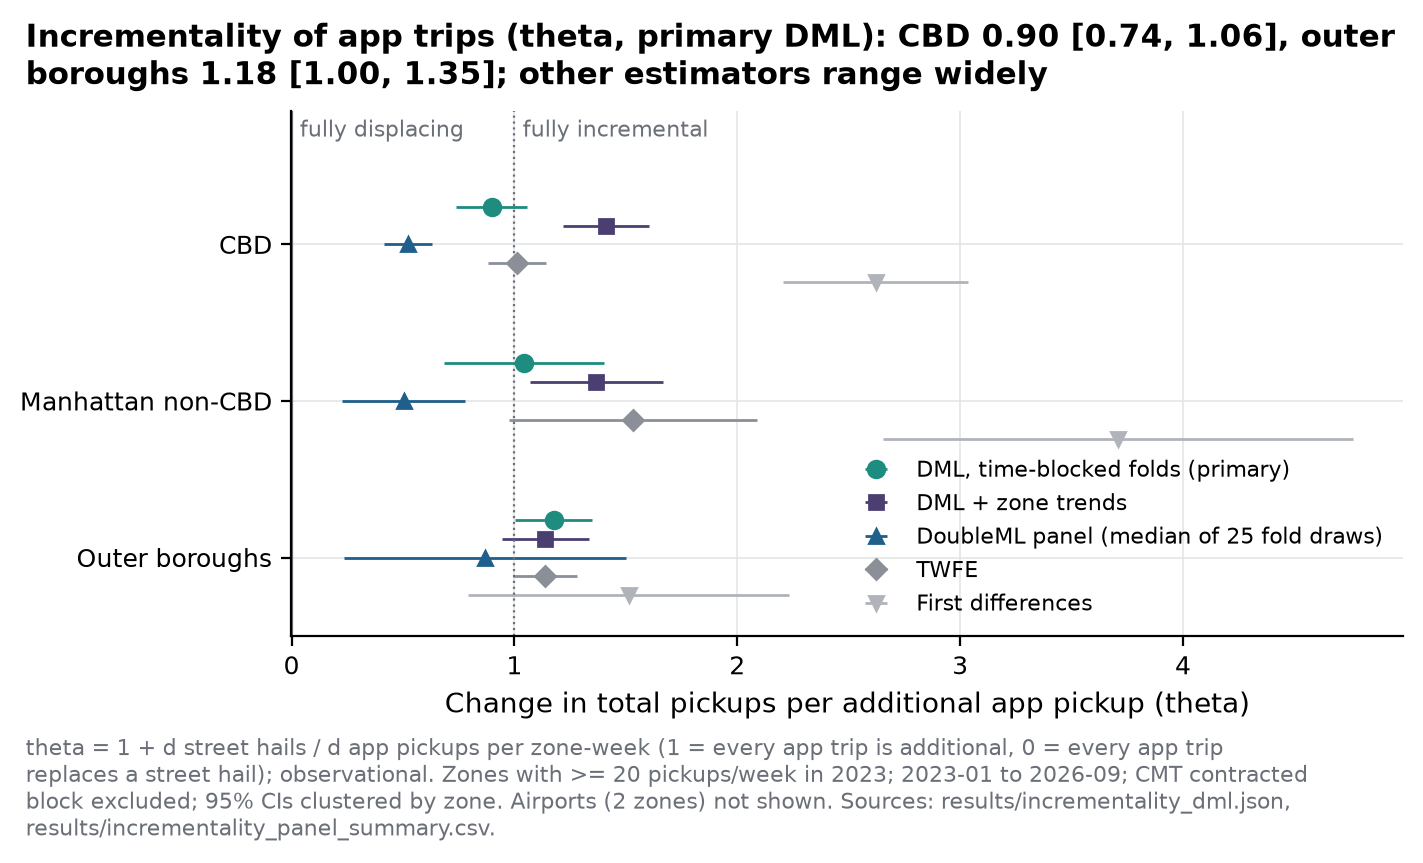 Incrementality of app trips (theta, primary DML): CBD 0.90 [0.74, 1.06], outer
boroughs 1.18 [1.00, 1.35]; other estimators range widely
fully displacing
fully incremental
CBD
Manhattan non-CBD
Outer boroughs
DML, time-blocked folds (primary)
DML + zone trends
DoubleML panel (median of 25 fold draws)
TWFE
First differences
0 1 2 3 4
Change in total pickups per additional app pickup (theta)
theta = 1 + d street hails / d app pickups per zone-week (1 = every app trip is additional, 0 = every app trip
replaces a street hail); observational. Zones with >= 20 pickups/week in 2023; 2023-01 to 2026-09; CMT contracted
block excluded; 95% CIs clustered by zone. Airports (2 zones) not shown. Sources: results/incrementality_dml.json,
results/incrementality_panel_summary.csv.